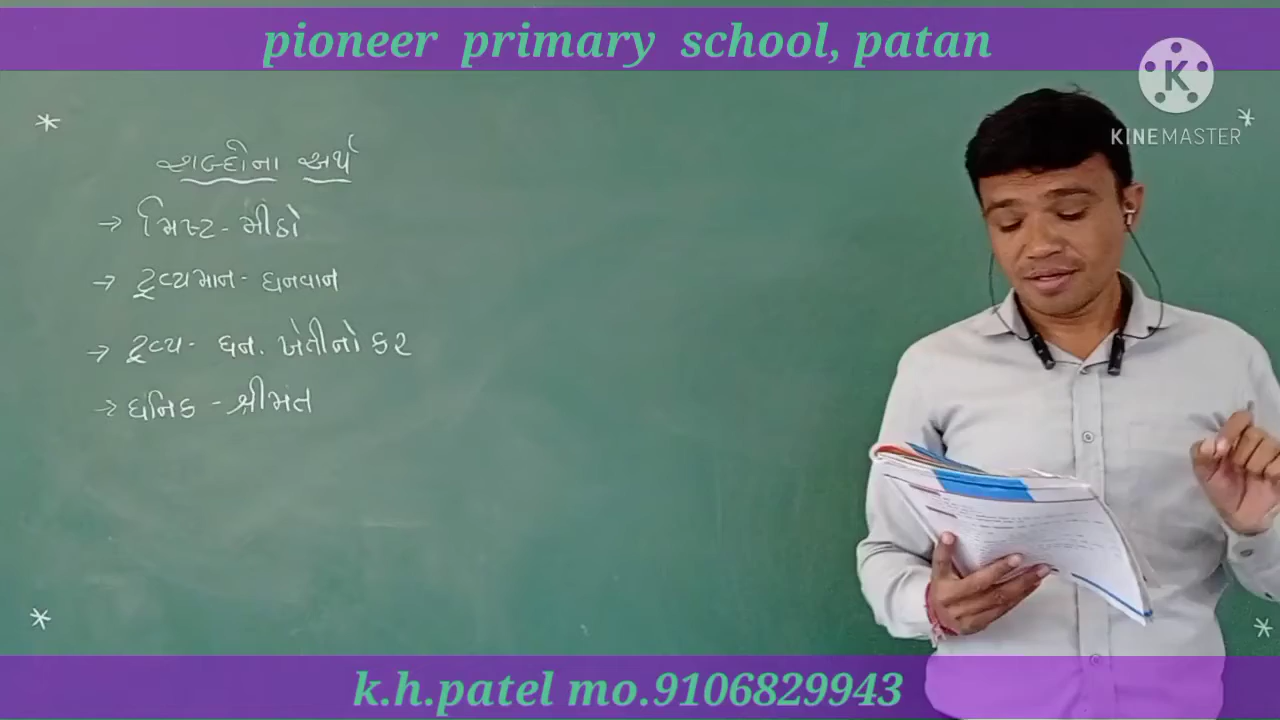 pioneer primary school, patan
K
KINEMASTER
શબ્દોના અર્થ
→ મિષ્ટ - મીઠો
→ દ્રવ્યમાન - ધનવાન
→ દ્રવ્ય - ધન. ખેતીનો કર
→ ધનિક - શ્રીમંત
k.h.patel mo.9106829943